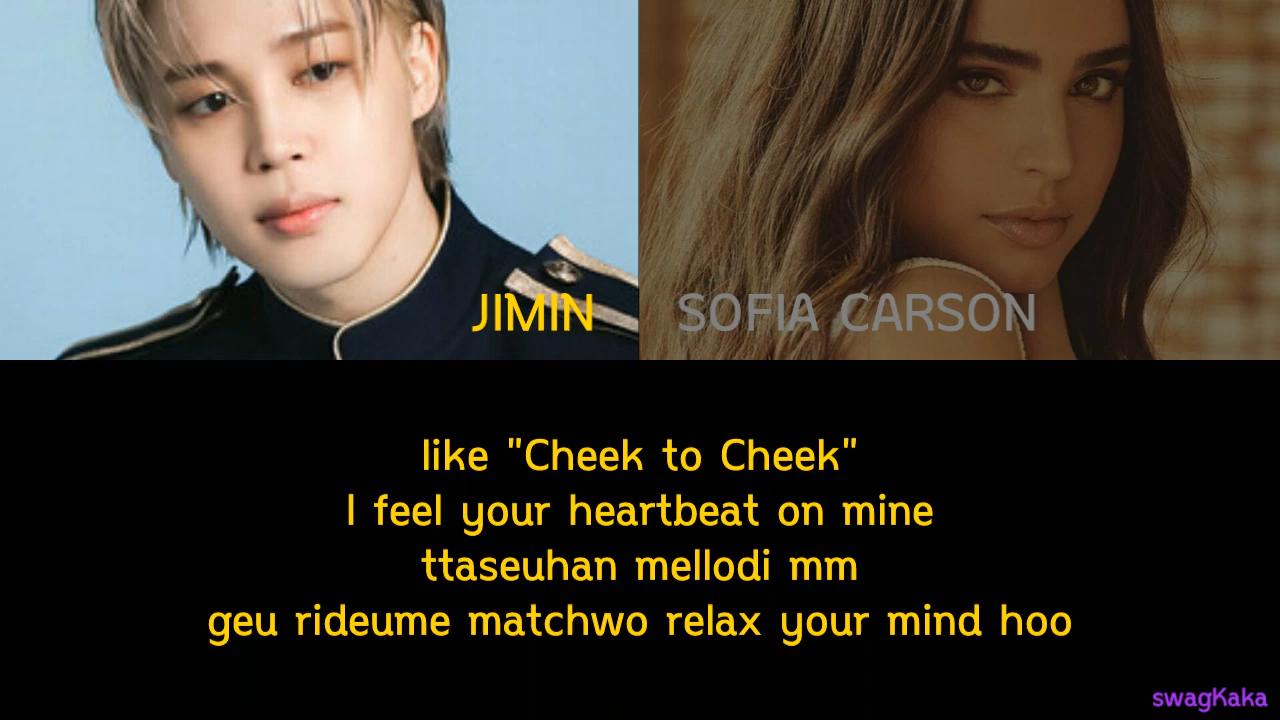 JIMIN
SOFIA CARSON
like "Cheek to Cheek"
I feel your heartbeat on mine
ttaseuhan mellodi mm
geu rideume matchwo relax your mind hoo
swagKaka